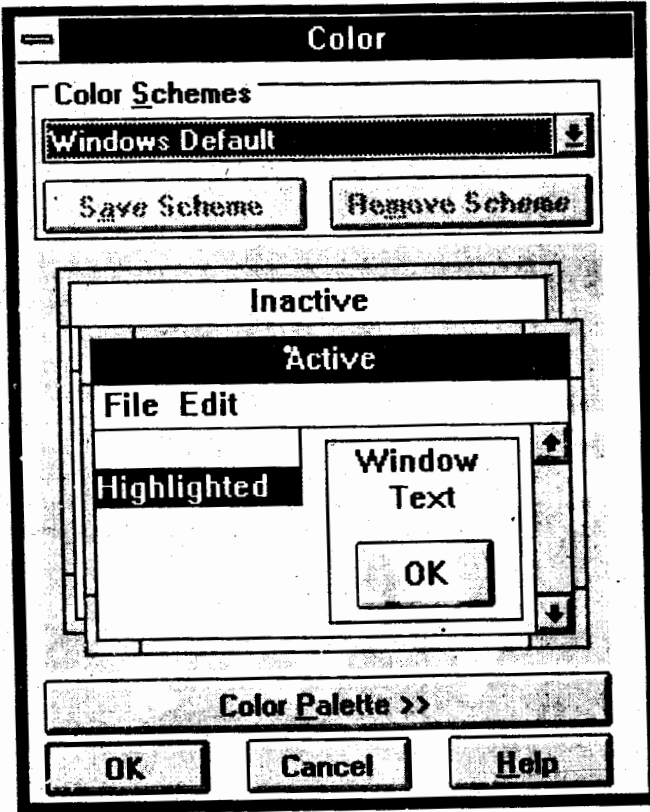 Color
Color Schemes
Windows Default
Save Scheme Remove Scheme
Inactive
Active
File Edit
Window
Highlighted
Text
OK
Color Palette >>
OK Cancel Help